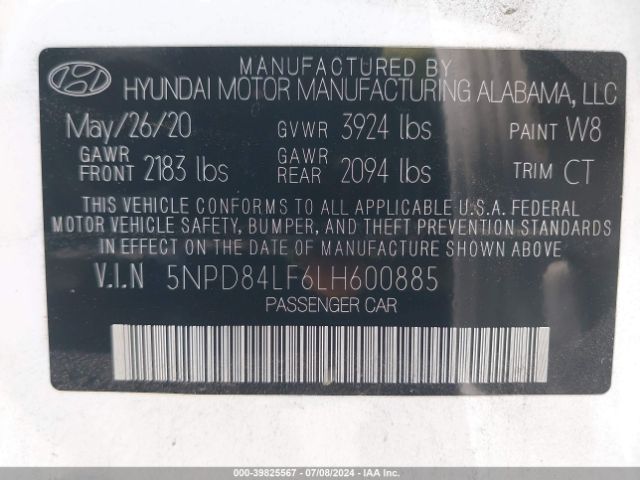 MANUFACTURED BY
HYUNDAI MOTOR MANUFACTURING ALABAMA, LLC
May/26/20 GVWR 3924 lbs PAINT W8
GAWR FRONT 2183 lbs GAWR REAR 2094 lbs TRIM CT
THIS VEHICLE CONFORMS TO ALL APPLICABLE U.S.A. FEDERAL
MOTOR VEHICLE SAFETY, BUMPER, AND THEFT PREVENTION STANDARDS
IN EFFECT ON THE DATE OF MANUFACTURE SHOWN ABOVE.
V.I.N 5NPD84LF6LH600885
PASSENGER CAR
© IAA - 39825567 - 07/08/2024 - IAAI.COM